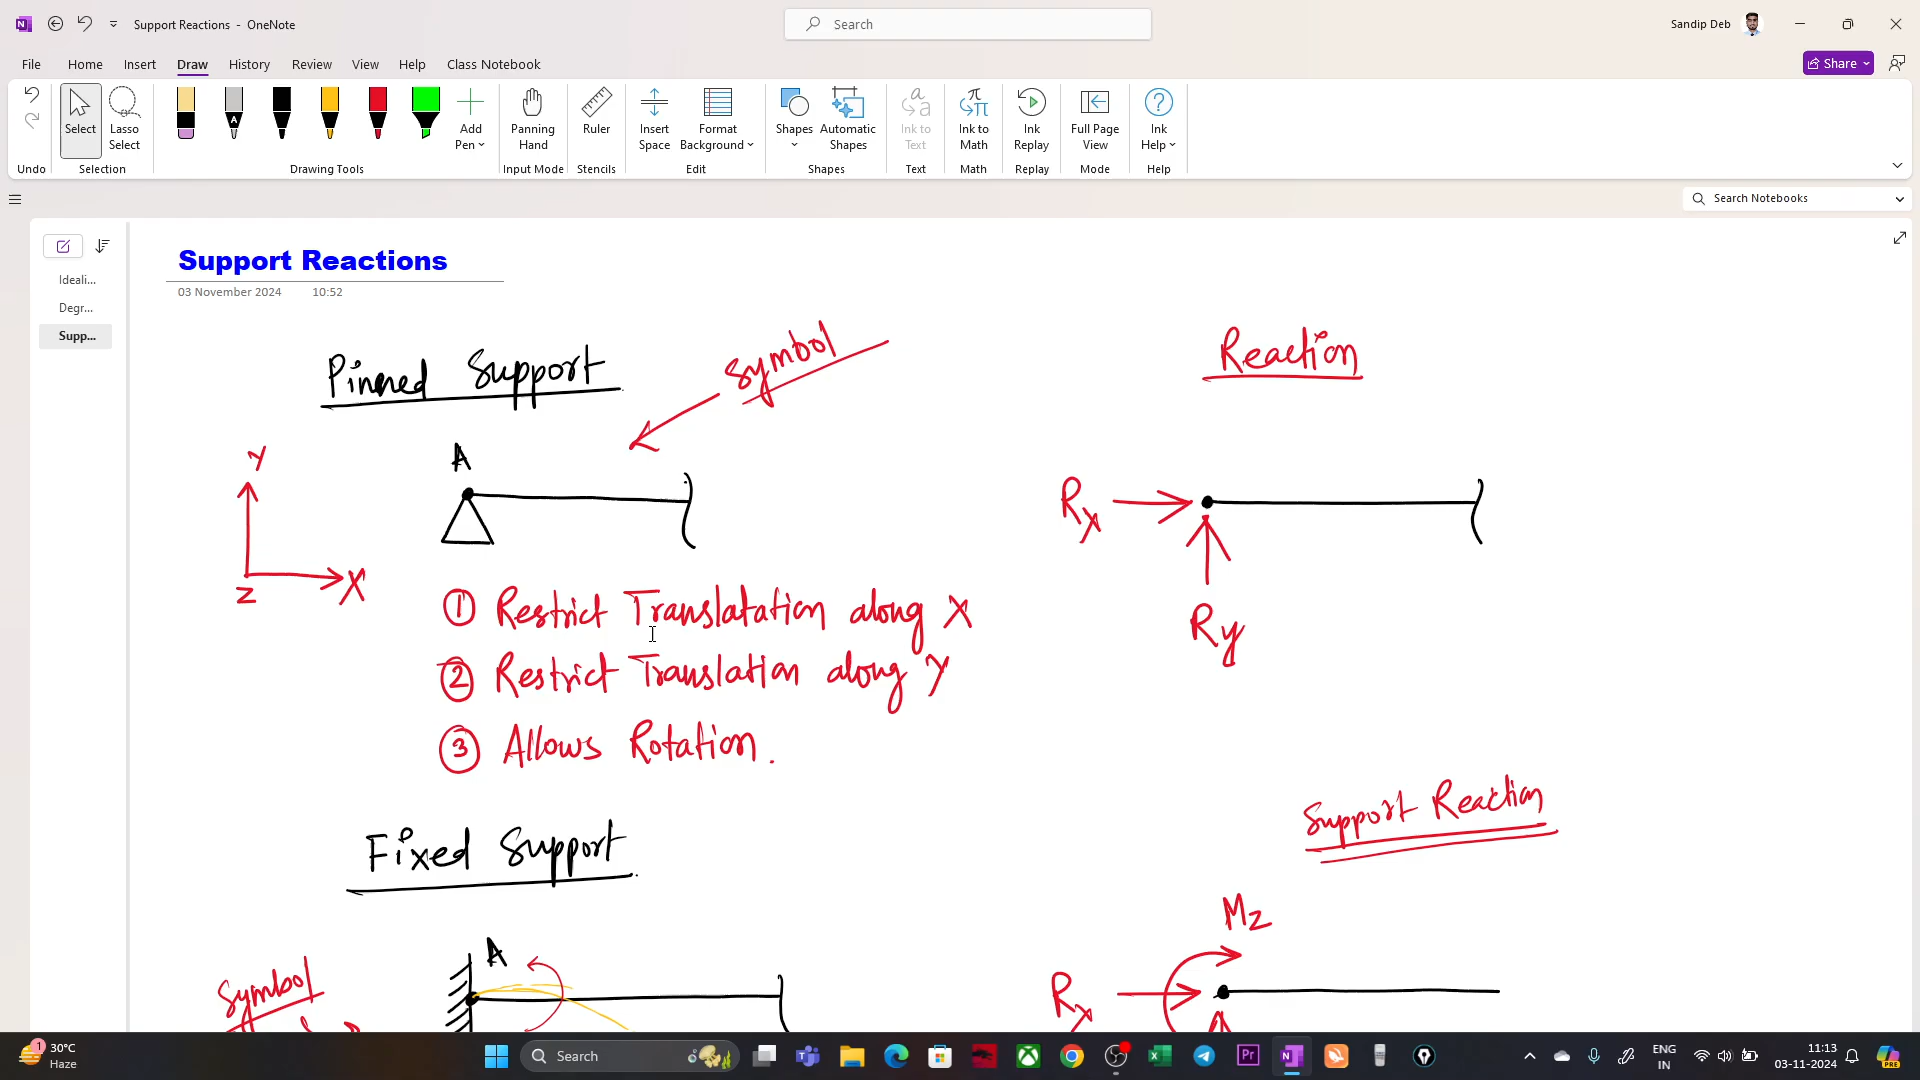 Support Reactions - OneNote
Search
Sandip Deb
File Home Insert Draw History Review View Help Class Notebook
Share
Select
Lasso Select
Add Pen
Panning Hand
Ruler
Insert Space
Format Background
Shapes
Automatic Shapes
Ink to Text
Ink to Math
Ink Replay
Full Page View
Ink Help
Undo Selection Drawing Tools Input Mode Stencils Edit Shapes Text Math Replay Mode Help
Search Notebooks
Ideali...
Degr...
Supp...
Support Reactions
03 November 2024 10:52
Pinned Support
Symbol
Reaction
Y
A
Rx
X
Z
Ry
① Restrict Translatation along X
② Restrict Translation along Y
③ Allows Rotation.
Support Reaction
Fixed Support
Mz
A
Symbol
Rx
1
30°C
Haze
Search
ENG
IN
11:13
03-11-2024